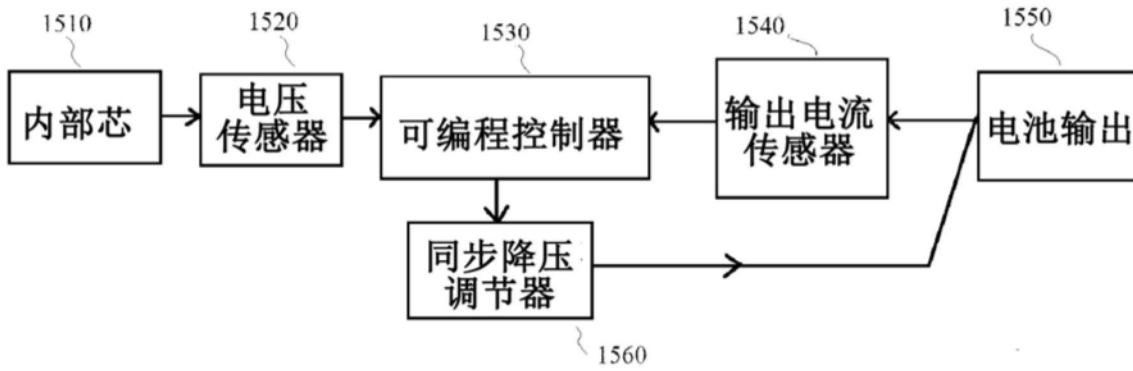 1510
1520
1530
1540
1550
内部芯
电压
传感器
可编程控制器
输出电流
传感器
电池输出
同步降压
调节器
1560